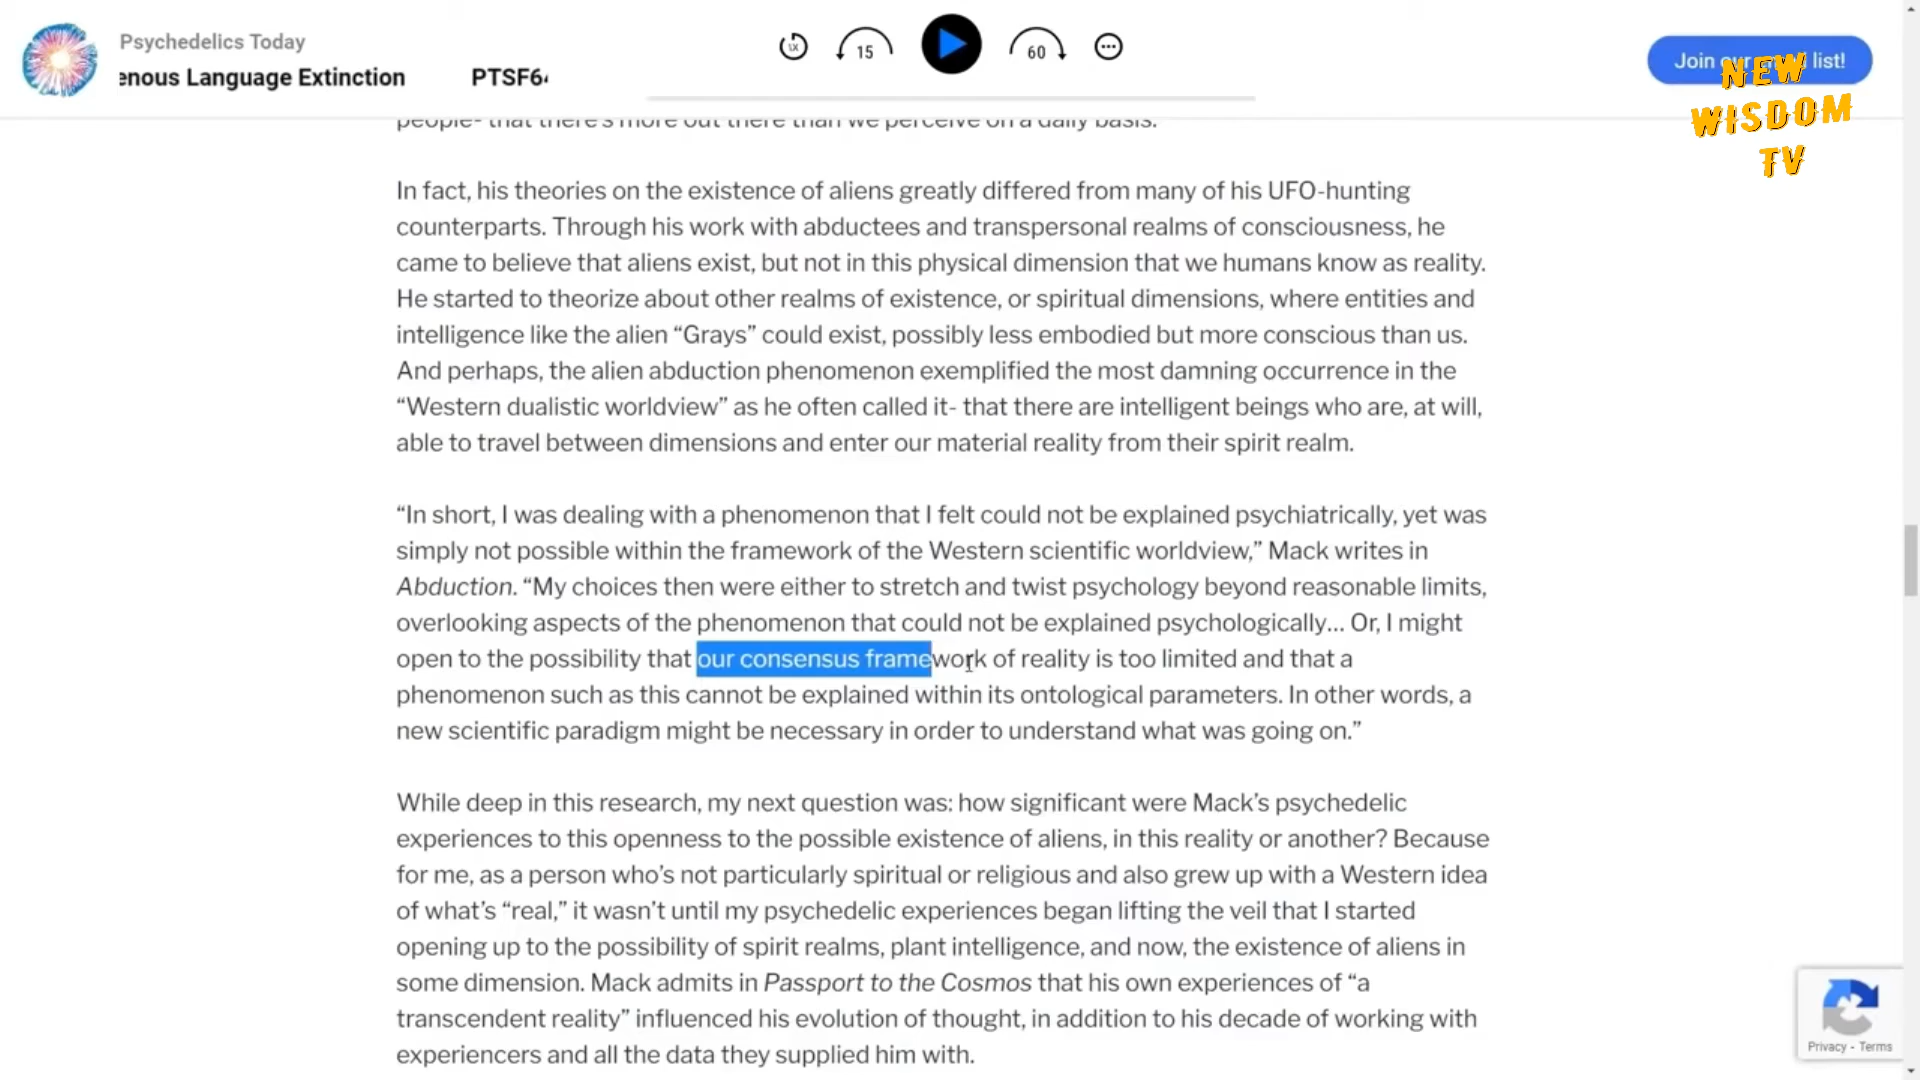 Psychedelics Today
enous Language Extinction PTSF64
1x
15
60
Join our email list!
NEW
WISDOM
TV
people- that there's more out there than we perceive on a daily basis.
In fact, his theories on the existence of aliens greatly differed from many of his UFO-hunting
counterparts. Through his work with abductees and transpersonal realms of consciousness, he
came to believe that aliens exist, but not in this physical dimension that we humans know as reality.
He started to theorize about other realms of existence, or spiritual dimensions, where entities and
intelligence like the alien “Grays” could exist, possibly less embodied but more conscious than us.
And perhaps, the alien abduction phenomenon exemplified the most damning occurrence in the
“Western dualistic worldview” as he often called it- that there are intelligent beings who are, at will,
able to travel between dimensions and enter our material reality from their spirit realm.
“In short, I was dealing with a phenomenon that I felt could not be explained psychiatrically, yet was
simply not possible within the framework of the Western scientific worldview,” Mack writes in
Abduction. “My choices then were either to stretch and twist psychology beyond reasonable limits,
overlooking aspects of the phenomenon that could not be explained psychologically… Or, I might
open to the possibility that our consensus framework of reality is too limited and that a
phenomenon such as this cannot be explained within its ontological parameters. In other words, a
new scientific paradigm might be necessary in order to understand what was going on.”
While deep in this research, my next question was: how significant were Mack’s psychedelic
experiences to this openness to the possible existence of aliens, in this reality or another? Because
for me, as a person who’s not particularly spiritual or religious and also grew up with a Western idea
of what’s “real,” it wasn’t until my psychedelic experiences began lifting the veil that I started
opening up to the possibility of spirit realms, plant intelligence, and now, the existence of aliens in
some dimension. Mack admits in Passport to the Cosmos that his own experiences of “a
transcendent reality” influenced his evolution of thought, in addition to his decade of working with
experiencers and all the data they supplied him with.
Privacy - Terms